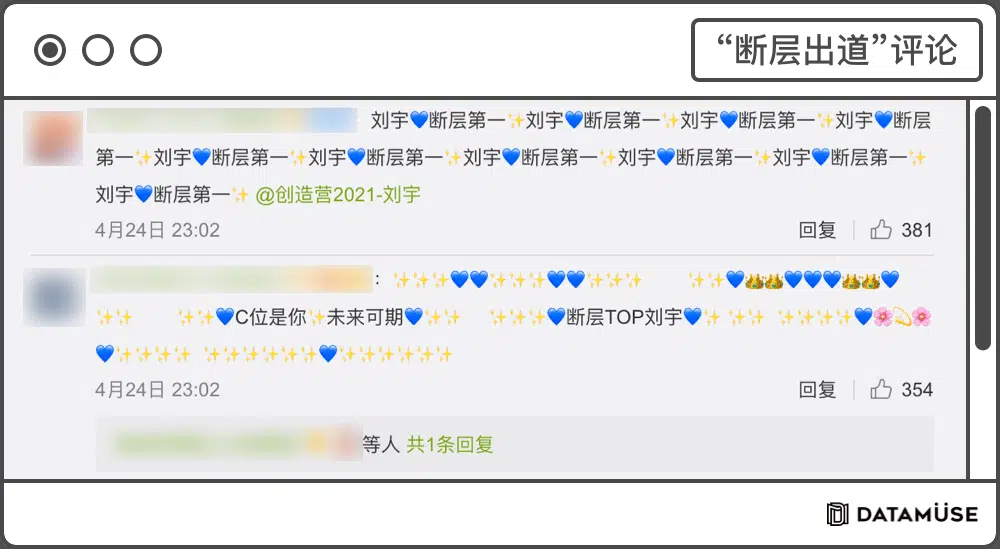 “断层出道”评论
刘宇💙断层第一✨刘宇💙断层第一✨刘宇💙断层第一✨刘宇💙断层
第一✨刘宇💙断层第一✨刘宇💙断层第一✨刘宇💙断层第一✨刘宇💙断层第一✨刘宇💙断层第一✨
刘宇💙断层第一✨ @创造营2021-刘宇
4月24日 23:02 回复 381
: ✨✨✨💙💙✨✨✨💙💙✨✨✨ ✨✨💙👑👑💙💙💙👑👑💙
✨✨ ✨✨💙C位是你✨未来可期💙✨✨ ✨✨✨💙断层TOP刘宇💙✨ ✨✨ ✨✨✨✨💙🌸💫🌸
💙✨✨✨✨ ✨✨✨✨✨✨💙✨✨✨✨✨✨
4月24日 23:02 回复 354
等人 共1条回复
DATAMÜSE